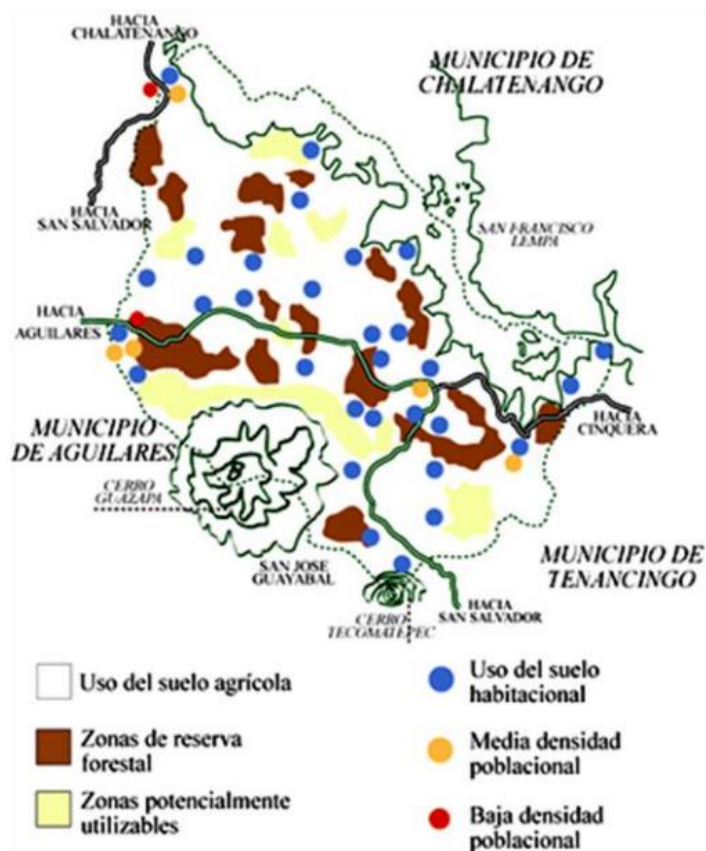 HACIA
CHALATENANGO
MUNICIPIO DE
CHALATENANGO
HACIA
SAN SALVADOR
SAN FRANCISCO
LEMPA
HACIA
AGUILARES
HACIA
CINQUERA
MUNICIPIO
DE AGUILARES
CERRO
GUAZAPA
SAN JOSE
GUAYABAL
MUNICIPIO DE
TENANCINGO
HACIA
SAN SALVADOR
CERRO
TECOMATEPEC
Uso del suelo agrícola
Uso del suelo
habitacional
Zonas de reserva
forestal
Media densidad
poblacional
Zonas potencialmente
utilizables
Baja densidad
poblacional